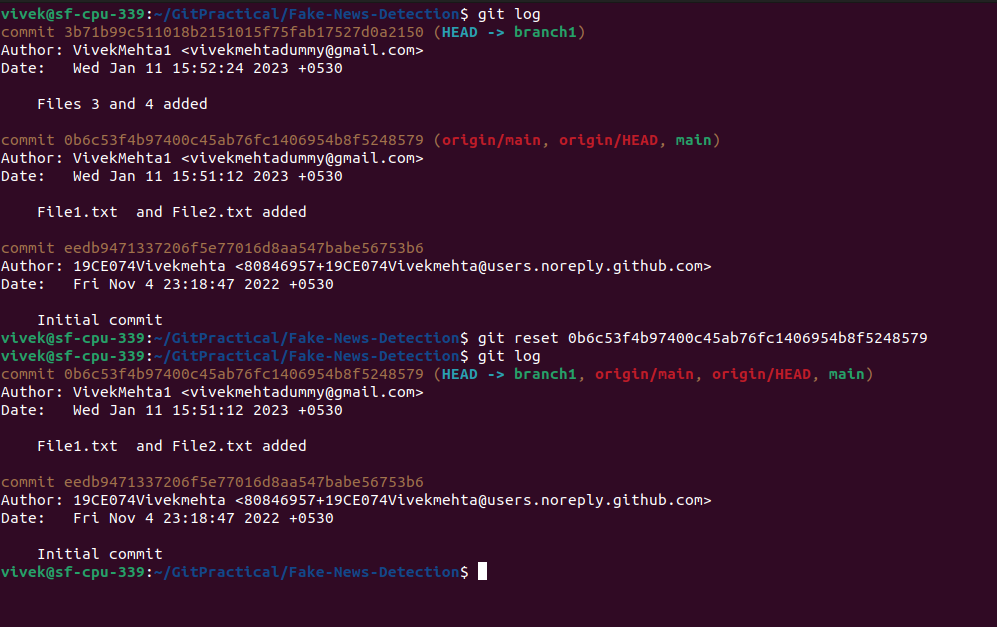 vivek@sf-cpu-339:~/GitPractical/Fake-News-Detection$ git log
commit 3b71b99c511018b2151015f75fab17527d0a2150 (HEAD -> branch1)
Author: VivekMehta1 <vivekmehtadummy@gmail.com>
Date:   Wed Jan 11 15:52:24 2023 +0530

    Files 3 and 4 added

commit 0b6c53f4b97400c45ab76fc1406954b8f5248579 (origin/main, origin/HEAD, main)
Author: VivekMehta1 <vivekmehtadummy@gmail.com>
Date:   Wed Jan 11 15:51:12 2023 +0530

    File1.txt  and File2.txt added

commit eedb9471337206f5e77016d8aa547babe56753b6
Author: 19CE074Vivekmehta <80846957+19CE074Vivekmehta@users.noreply.github.com>
Date:   Fri Nov 4 23:18:47 2022 +0530

    Initial commit
vivek@sf-cpu-339:~/GitPractical/Fake-News-Detection$ git reset 0b6c53f4b97400c45ab76fc1406954b8f5248579
vivek@sf-cpu-339:~/GitPractical/Fake-News-Detection$ git log
commit 0b6c53f4b97400c45ab76fc1406954b8f5248579 (HEAD -> branch1, origin/main, origin/HEAD, main)
Author: VivekMehta1 <vivekmehtadummy@gmail.com>
Date:   Wed Jan 11 15:51:12 2023 +0530

    File1.txt  and File2.txt added

commit eedb9471337206f5e77016d8aa547babe56753b6
Author: 19CE074Vivekmehta <80846957+19CE074Vivekmehta@users.noreply.github.com>
Date:   Fri Nov 4 23:18:47 2022 +0530

    Initial commit
vivek@sf-cpu-339:~/GitPractical/Fake-News-Detection$